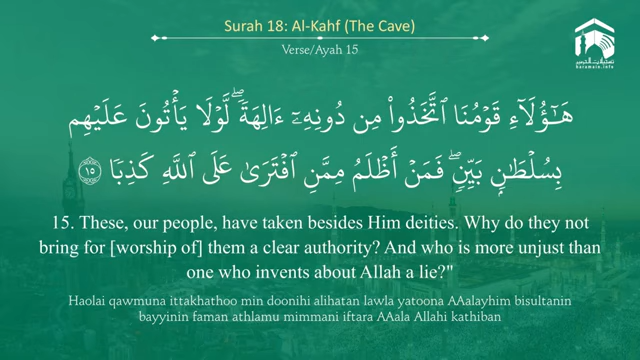 Surah 18: Al-Kahf (The Cave)
Verse/Ayah 15
haramain.info
هَـٰٓؤُلَآءِ قَوْمُنَا ٱتَّخَذُوا۟ مِن دُونِهِۦٓ ءَالِهَةً ۖ لَّوْلَا يَأْتُونَ عَلَيْهِم
بِسُلْطَـٰنٍۭ بَيِّنٍ ۖ فَمَنْ أَظْلَمُ مِمَّنِ ٱفْتَرَىٰ عَلَى ٱللَّهِ كَذِبًا ١٥
15. These, our people, have taken besides Him deities. Why do they not
bring for [worship of] them a clear authority? And who is more unjust than
one who invents about Allah a lie?"
Haolai qawmuna ittakhathoo min doonihi alihatan lawla yatoona AAalayhim bisultanin
bayyinin faman athlamu mimmani iftara AAala Allahi kathiban